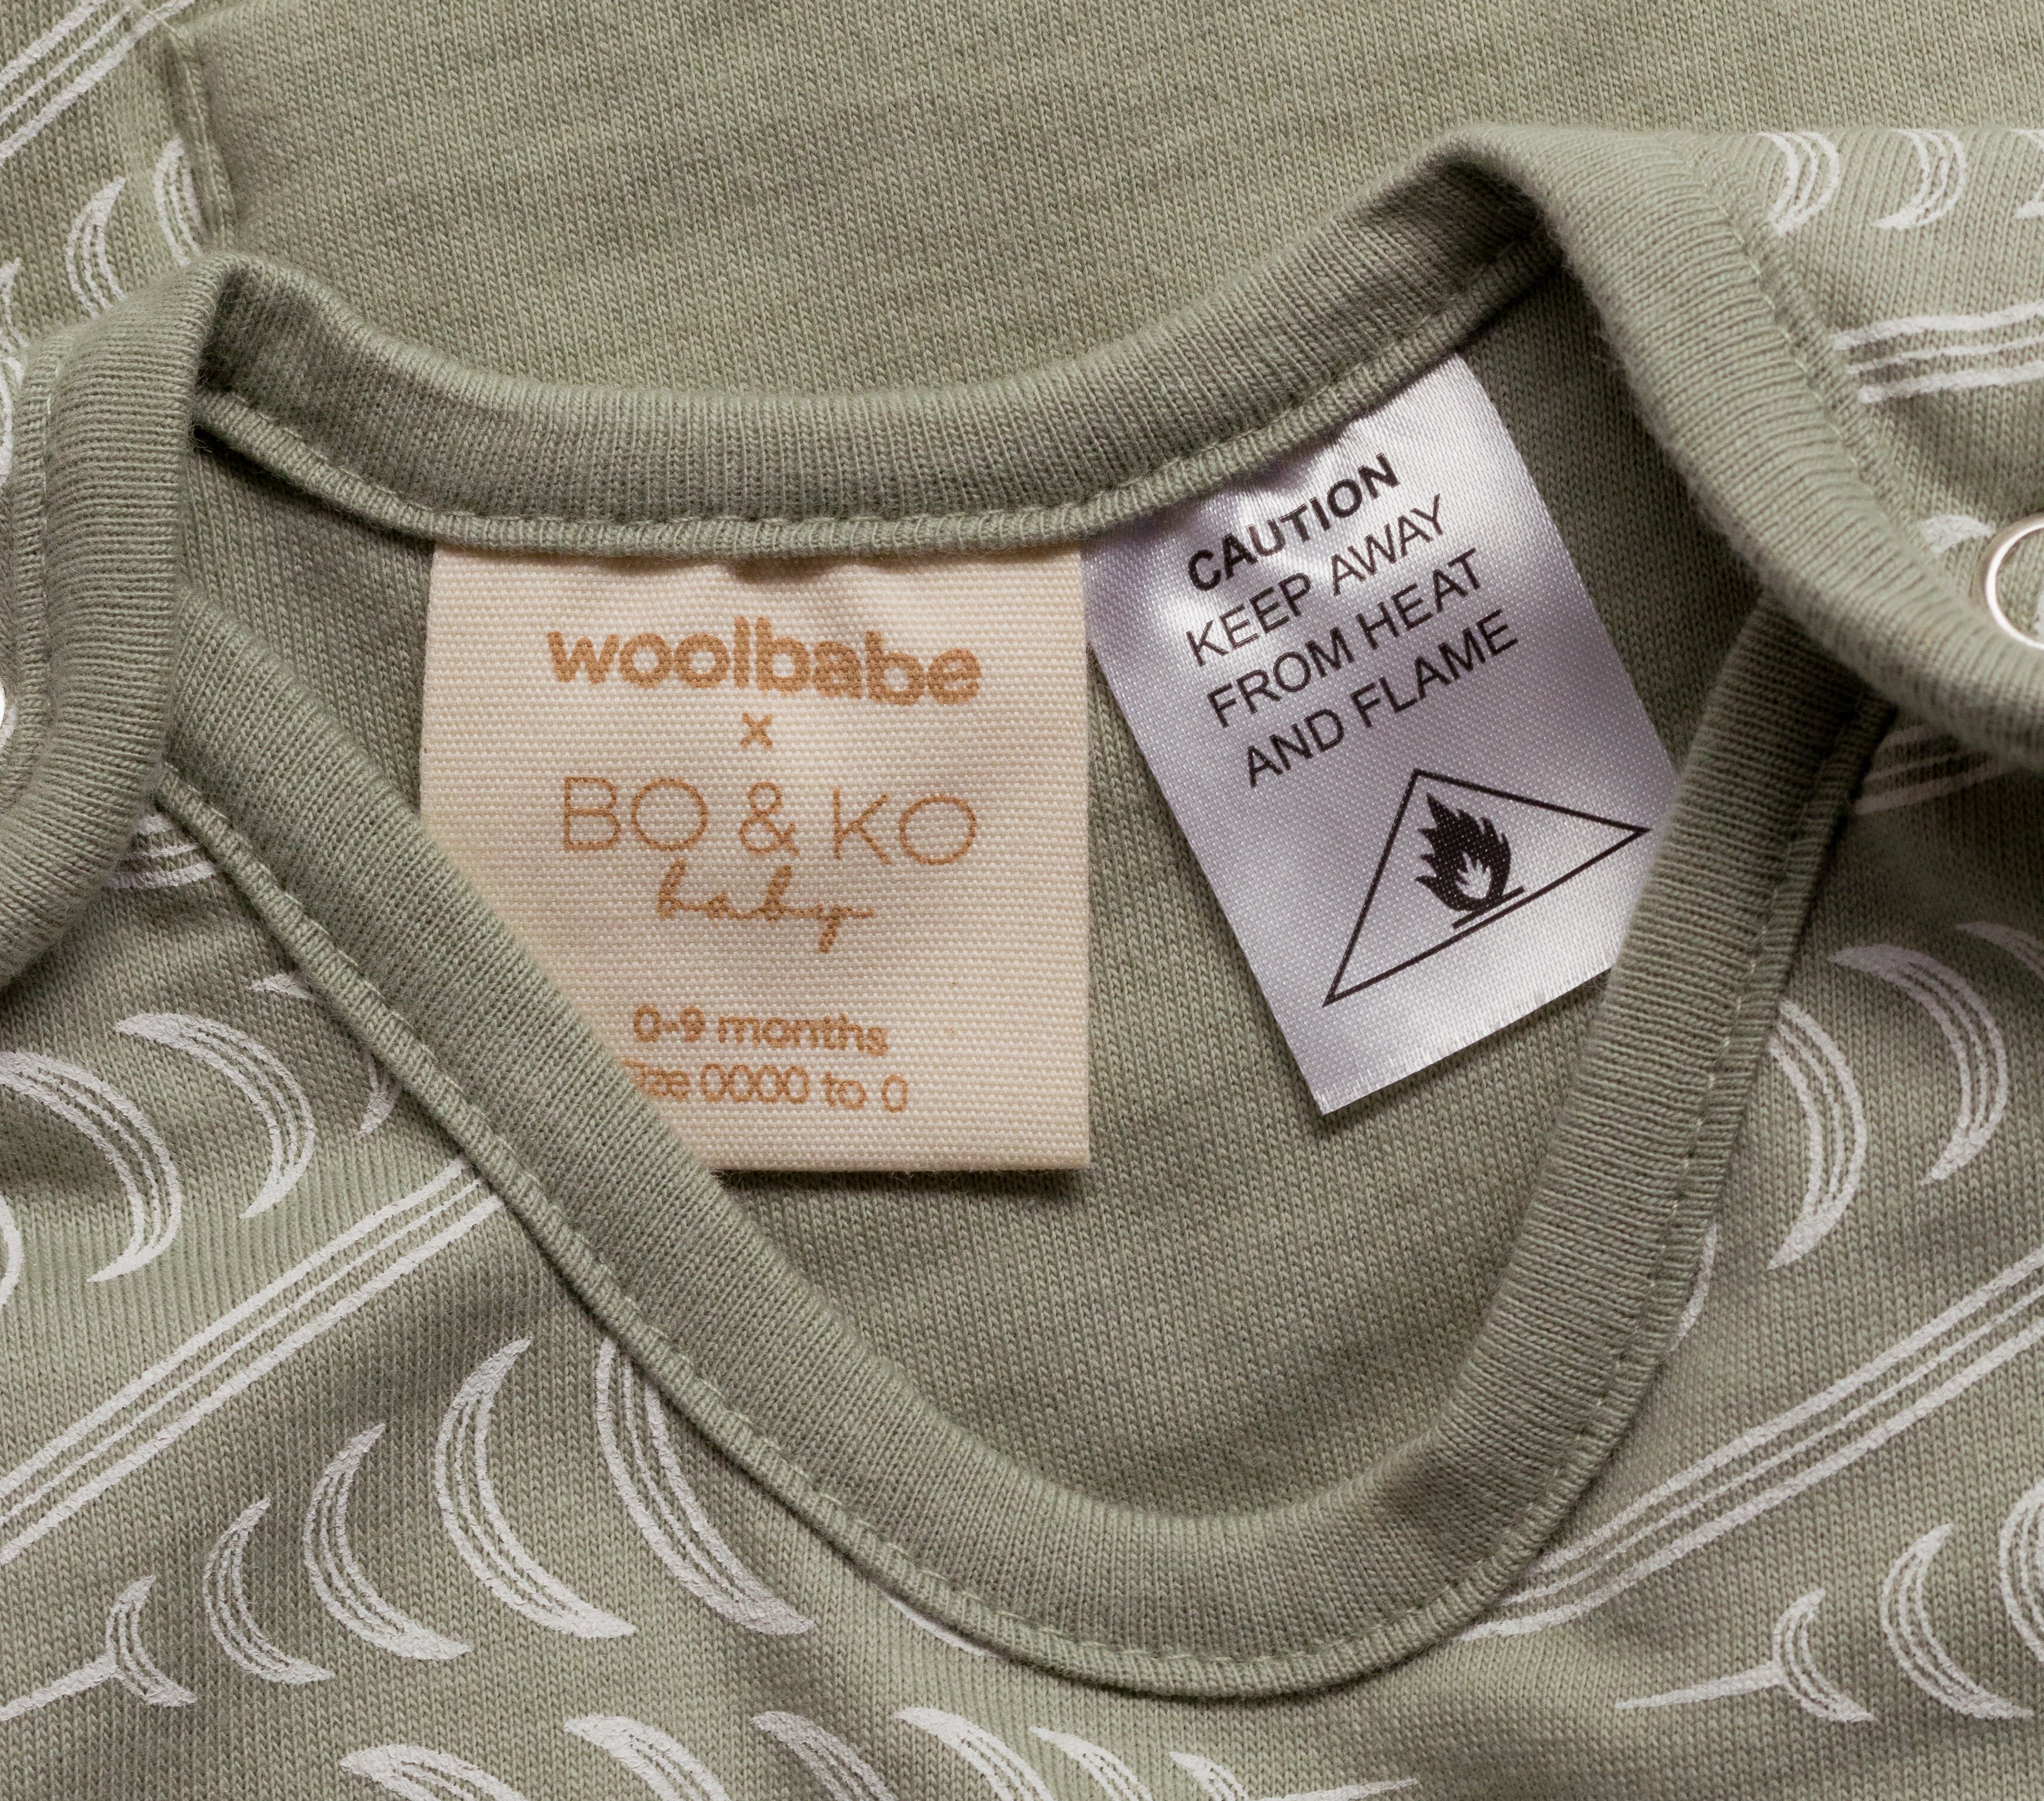 woolbabe
x
BO & KO
baby
0-9 months
size 0000 to 0
CAUTION
KEEP AWAY
FROM HEAT
AND FLAME